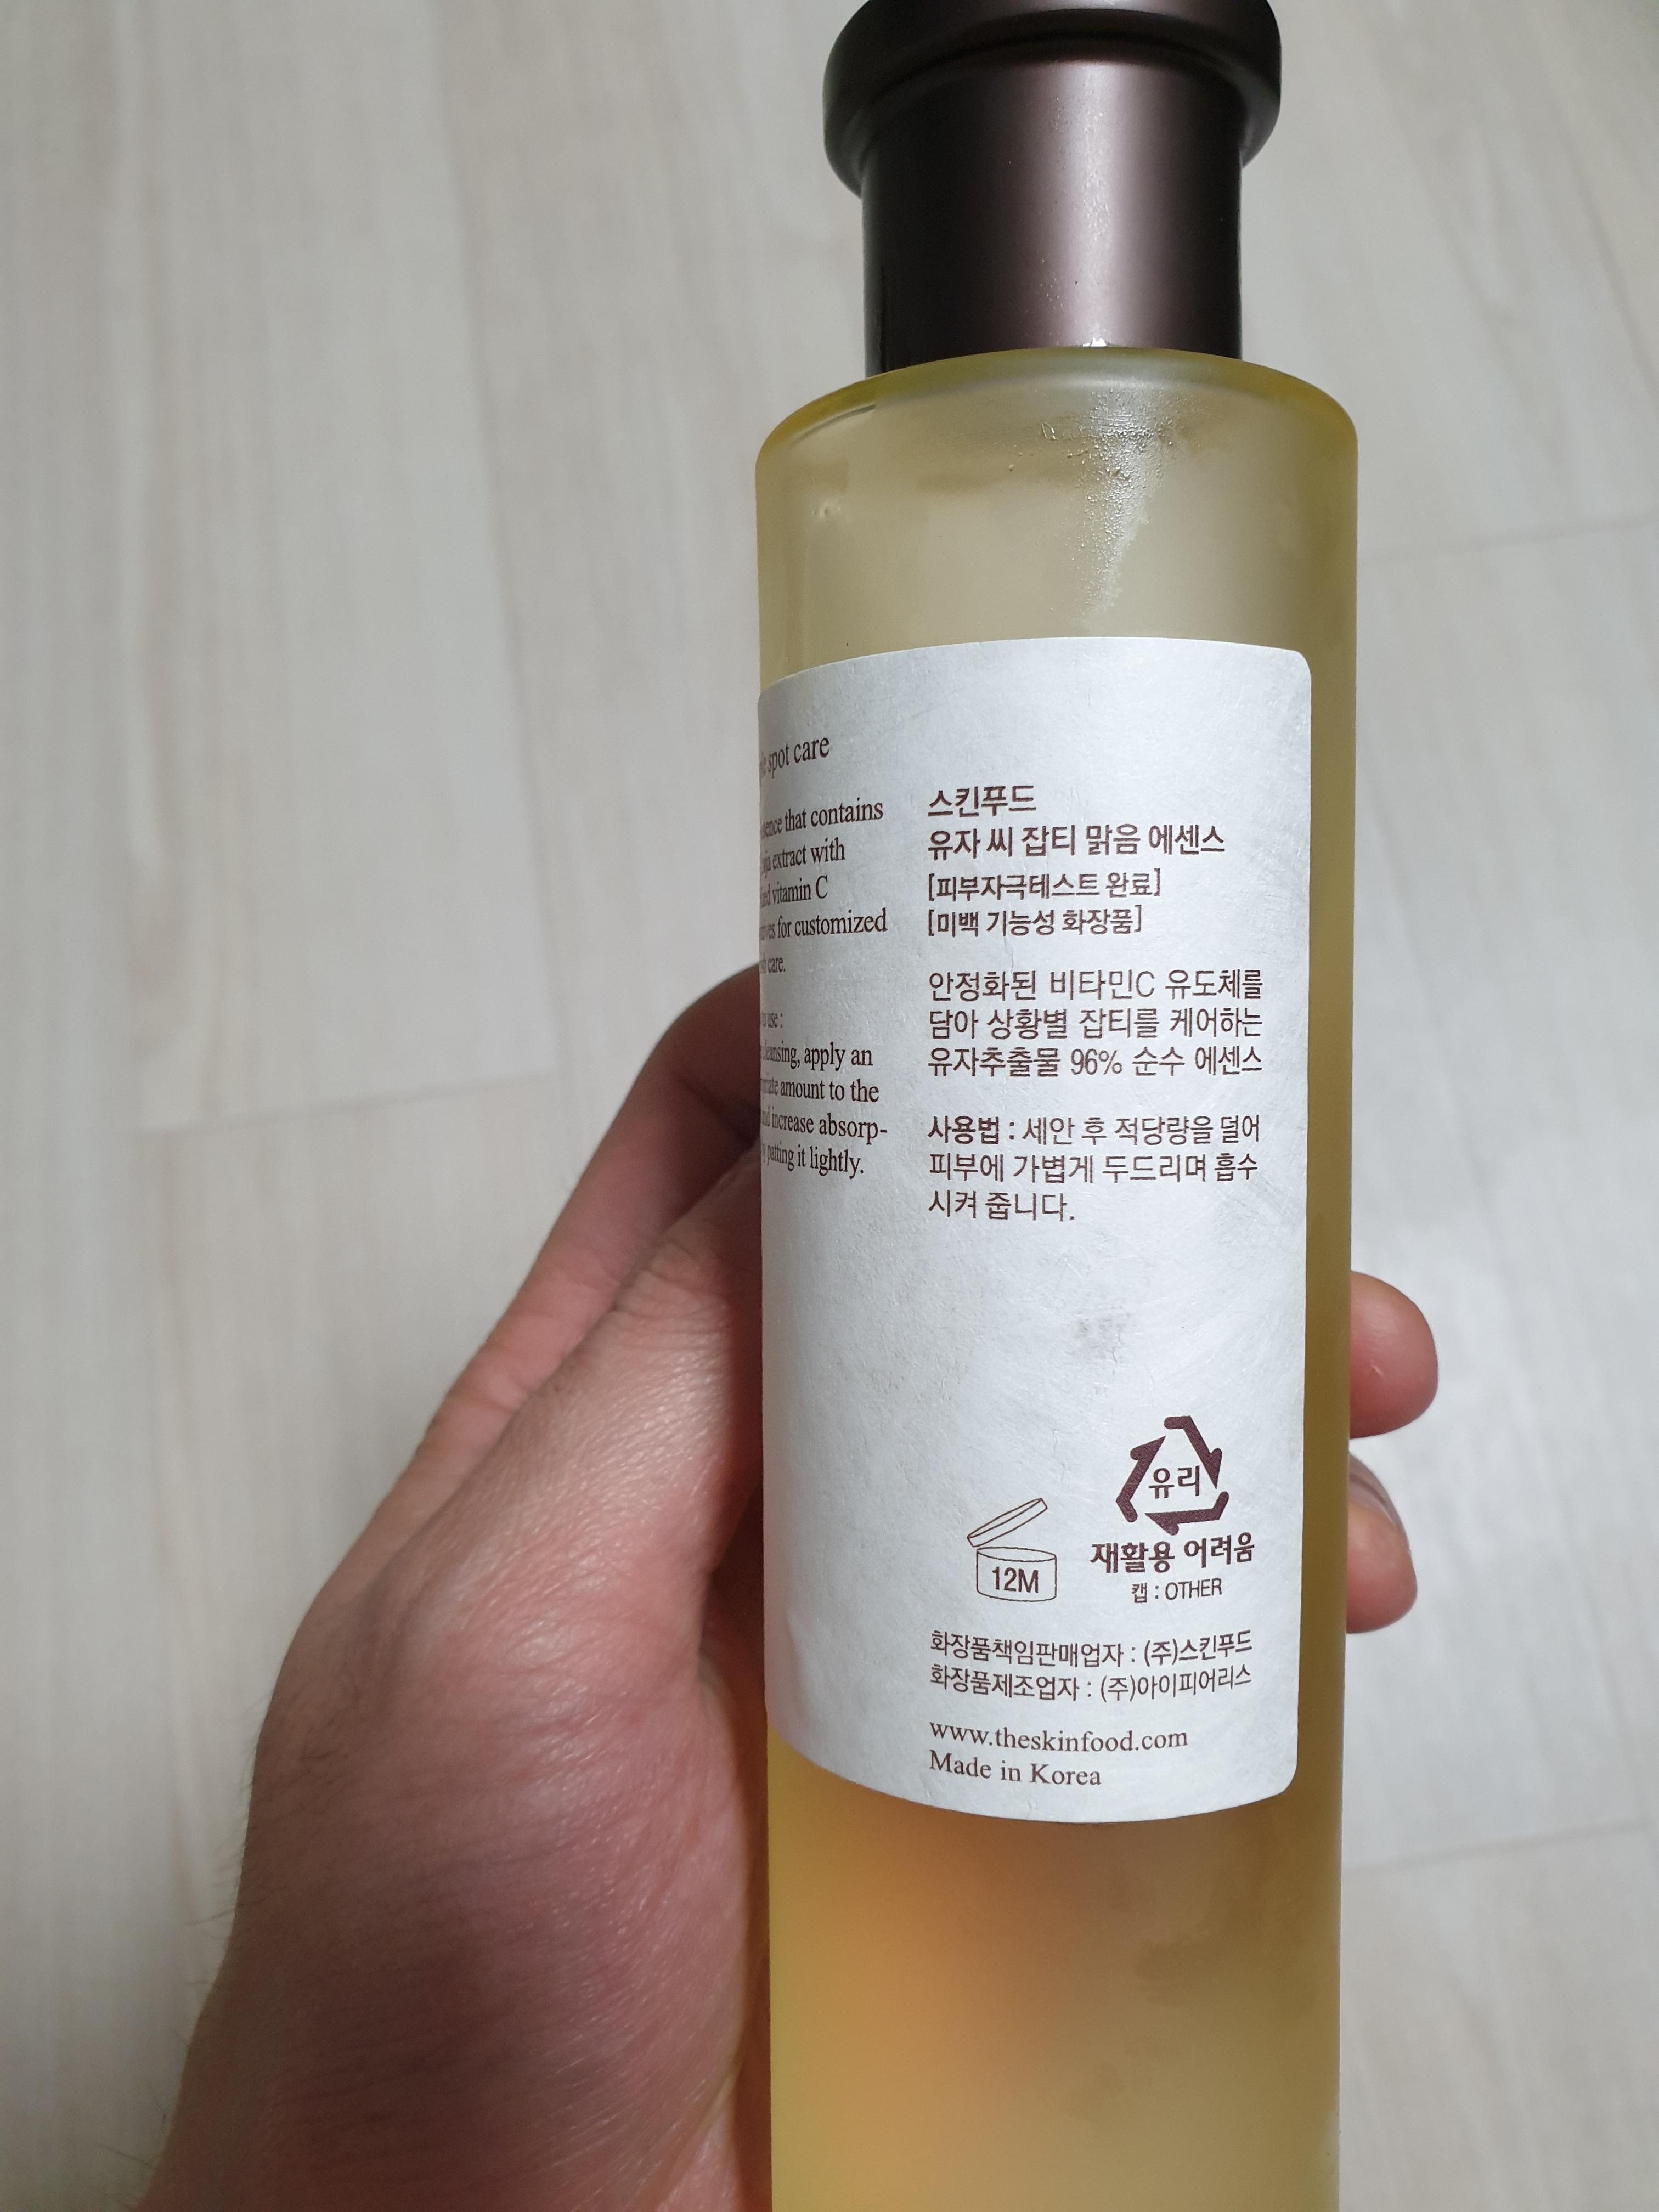 spot care
that contains
extract with
vitamin C
for customized
care.
use :
cleansing, apply an
amount to the
increase absorp-
patting it lightly.
스킨푸드
유자 씨 잡티 맑음 에센스
[피부자극테스트 완료]
[미백 기능성 화장품]
안정화된 비타민C 유도체를
담아 상황별 잡티를 케어하는
유자추출물 96% 순수 에센스
사용법 : 세안 후 적당량을 덜어
피부에 가볍게 두드리며 흡수
시켜 줍니다.
12M
유리
재활용 어려움
캡 : OTHER
화장품책임판매업자 : (주)스킨푸드
화장품제조업자 : (주)아이피어리스
www.theskinfood.com
Made in Korea